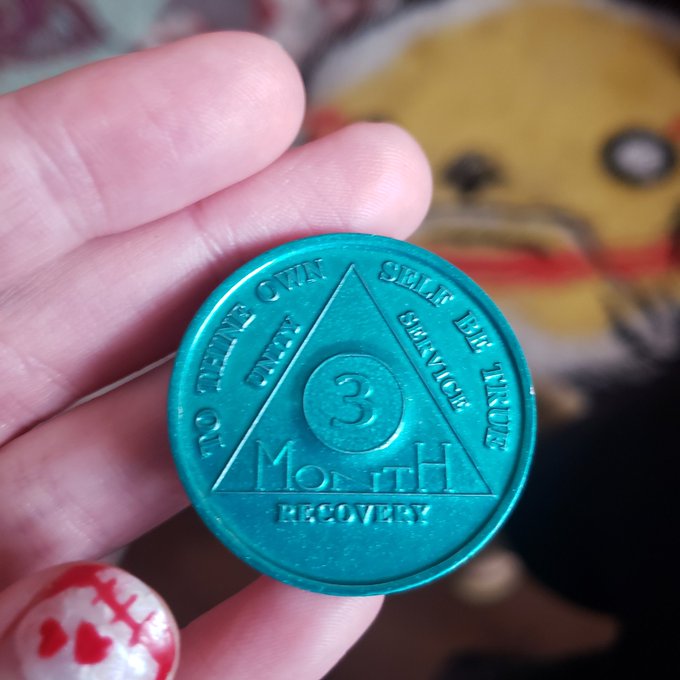 TO THINE OWN SELF BE TRUE
UNITY
SERVICE
3
MONTH
RECOVERY